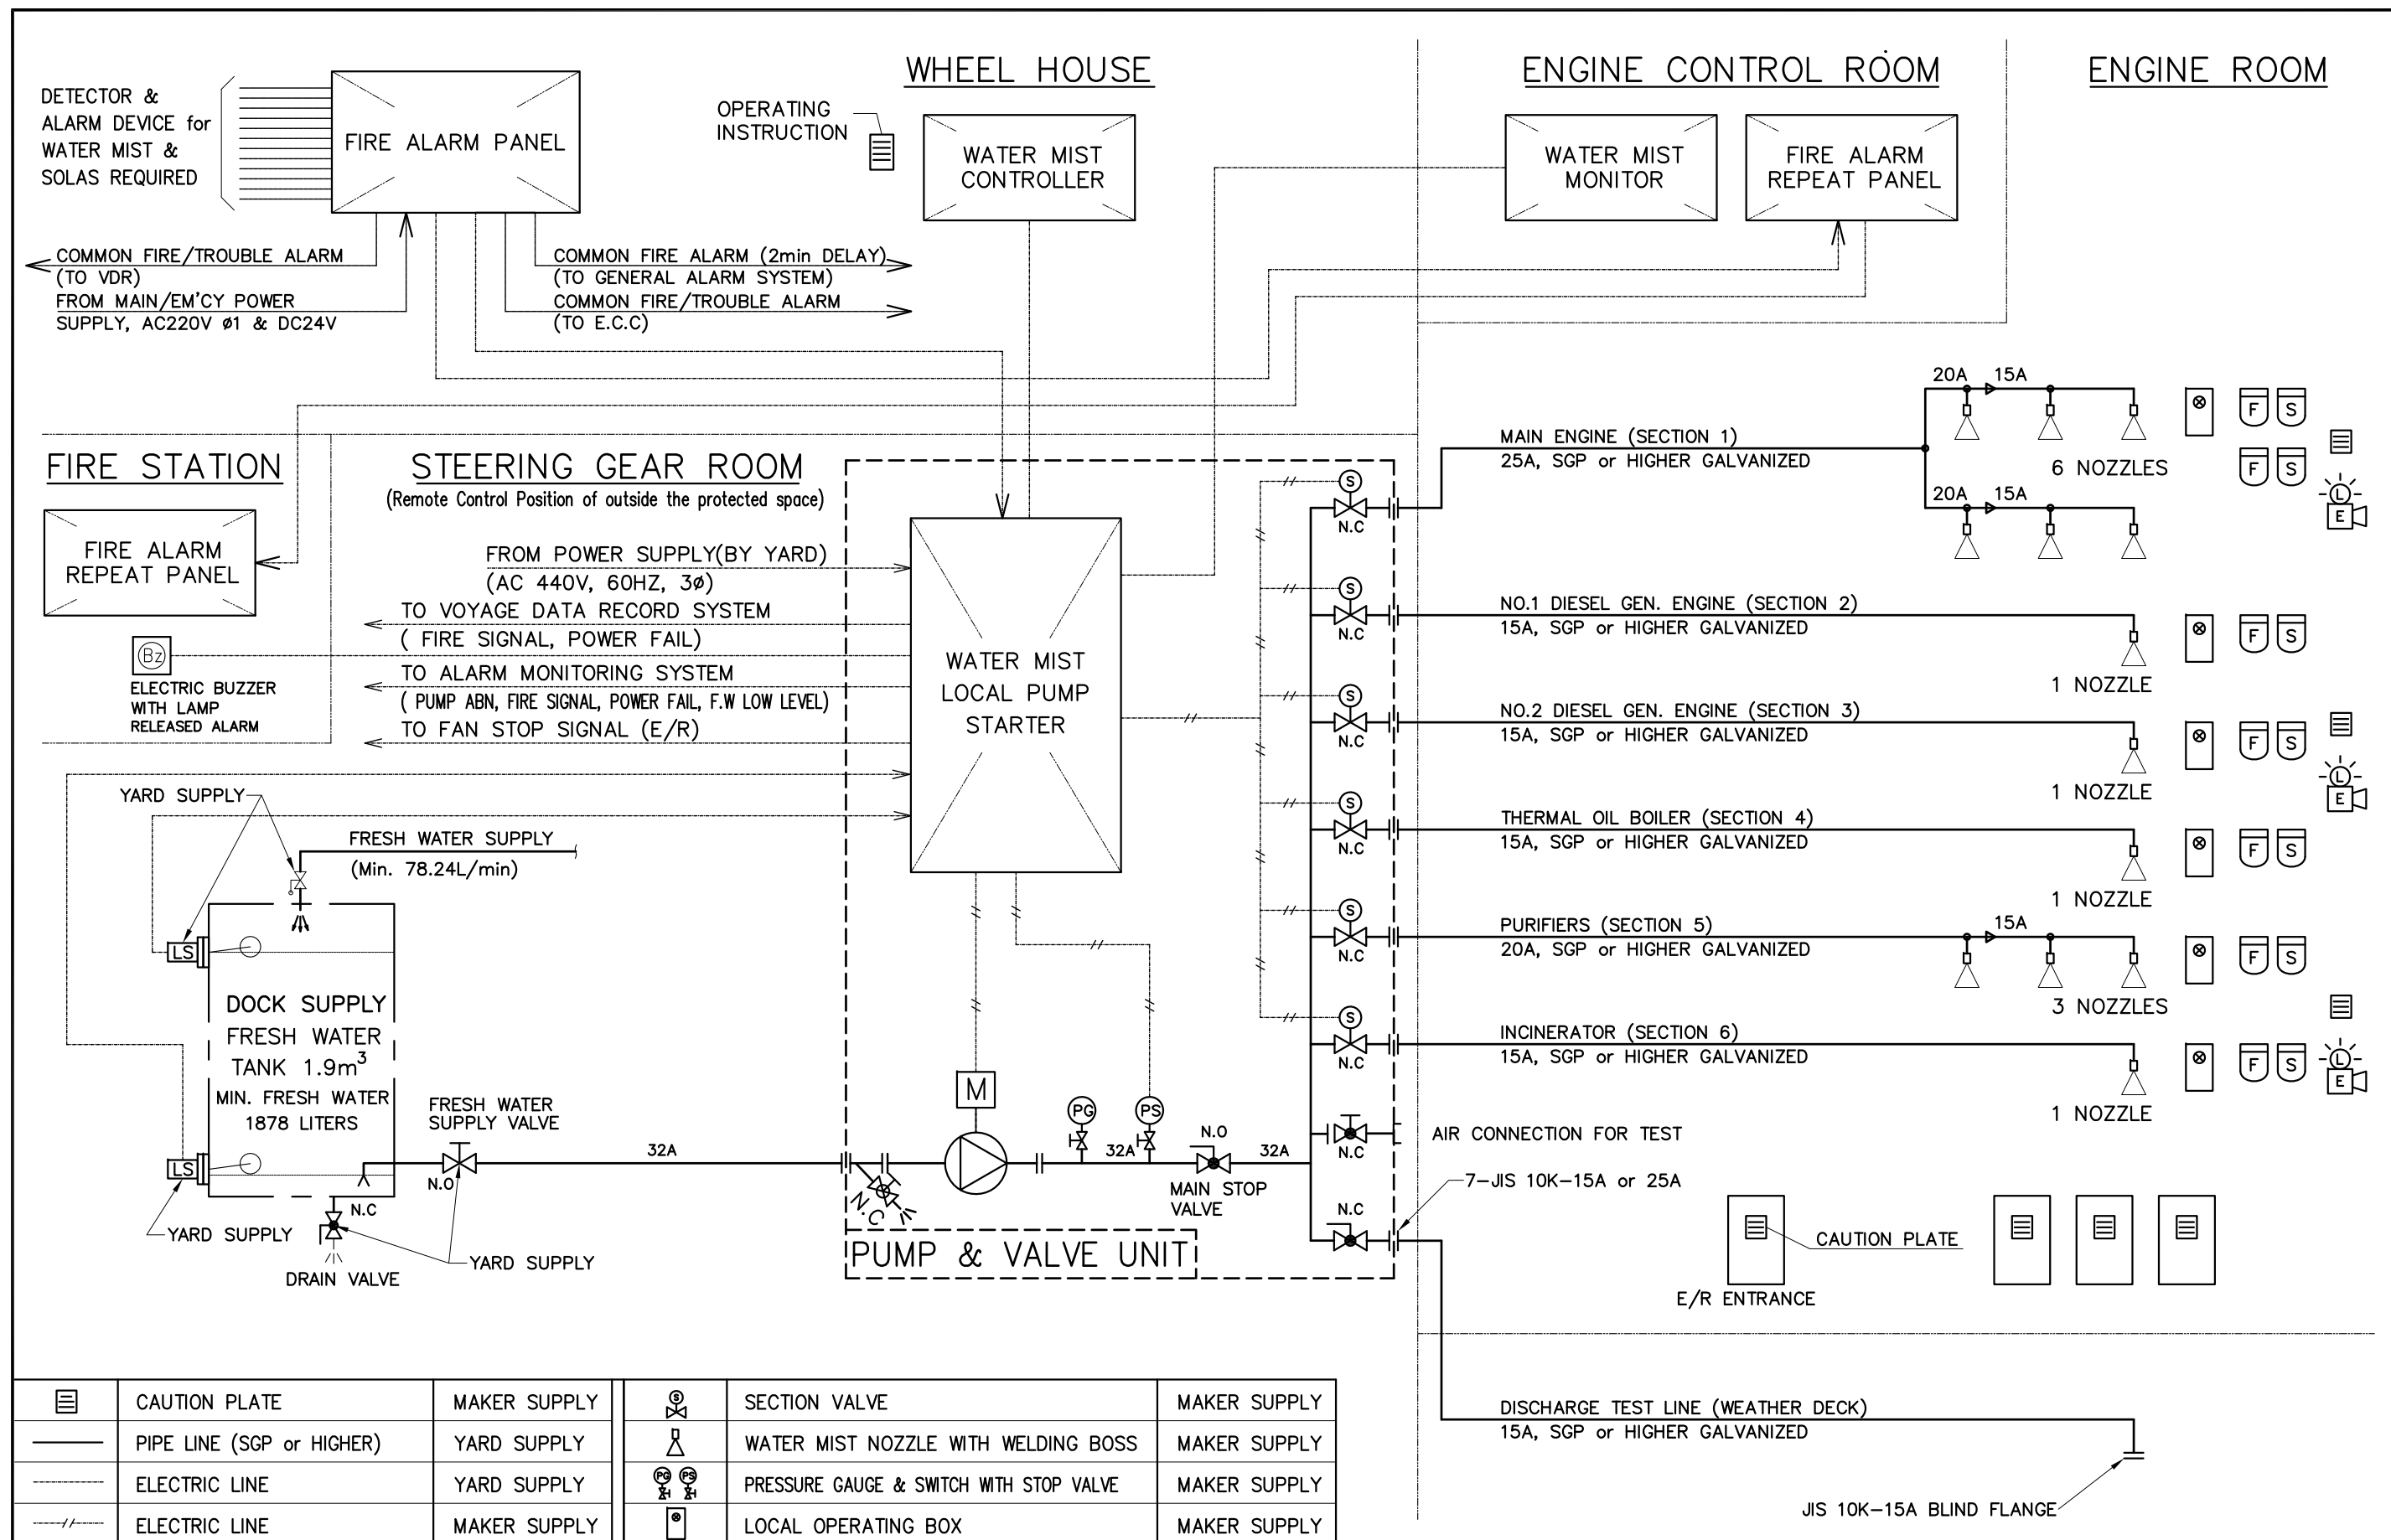 WHEEL HOUSE
ENGINE CONTROL ROOM
ENGINE ROOM
DETECTOR &
ALARM DEVICE for
WATER MIST &
SOLAS REQUIRED
FIRE ALARM PANEL
OPERATING
INSTRUCTION
WATER MIST
CONTROLLER
WATER MIST
MONITOR
FIRE ALARM
REPEAT PANEL
COMMON FIRE/TROUBLE ALARM
(TO VDR)
FROM MAIN/EM'CY POWER
SUPPLY, AC220V ø1 & DC24V
COMMON FIRE ALARM (2min DELAY)
(TO GENERAL ALARM SYSTEM)
COMMON FIRE/TROUBLE ALARM
(TO E.C.C)
FIRE STATION
FIRE ALARM
REPEAT PANEL
Bz
ELECTRIC BUZZER
WITH LAMP
RELEASED ALARM
STEERING GEAR ROOM
(Remote Control Position of outside the protected space)
FROM POWER SUPPLY(BY YARD)
(AC 440V, 60HZ, 3ø)
TO VOYAGE DATA RECORD SYSTEM
( FIRE SIGNAL, POWER FAIL)
TO ALARM MONITORING SYSTEM
( PUMP ABN, FIRE SIGNAL, POWER FAIL, F.W LOW LEVEL)
TO FAN STOP SIGNAL (E/R)
WATER MIST
LOCAL PUMP
STARTER
YARD SUPPLY
FRESH WATER SUPPLY
(Min. 78.24L/min)
LS
DOCK SUPPLY
FRESH WATER
TANK 1.9m3
MIN. FRESH WATER
1878 LITERS
LS
YARD SUPPLY
N.C
DRAIN VALVE
FRESH WATER
SUPPLY VALVE
N.O
YARD SUPPLY
32A
N.C
M
PG
PS
32A
N.O
MAIN STOP
VALVE
32A
PUMP & VALVE UNIT
S
N.C
S
N.C
S
N.C
S
N.C
S
N.C
S
N.C
N.C
AIR CONNECTION FOR TEST
N.C
7-JIS 10K-15A or 25A
MAIN ENGINE (SECTION 1)
25A, SGP or HIGHER GALVANIZED
20A 15A
6 NOZZLES
20A 15A
F S
F S
L
E
NO.1 DIESEL GEN. ENGINE (SECTION 2)
15A, SGP or HIGHER GALVANIZED
1 NOZZLE
F S
NO.2 DIESEL GEN. ENGINE (SECTION 3)
15A, SGP or HIGHER GALVANIZED
1 NOZZLE
F S
L
E
THERMAL OIL BOILER (SECTION 4)
15A, SGP or HIGHER GALVANIZED
1 NOZZLE
F S
PURIFIERS (SECTION 5)
20A, SGP or HIGHER GALVANIZED
15A
3 NOZZLES
F S
INCINERATOR (SECTION 6)
15A, SGP or HIGHER GALVANIZED
1 NOZZLE
F S
L
E
CAUTION PLATE
E/R ENTRANCE
DISCHARGE TEST LINE (WEATHER DECK)
15A, SGP or HIGHER GALVANIZED
JIS 10K-15A BLIND FLANGE
CAUTION PLATE MAKER SUPPLY
PIPE LINE (SGP or HIGHER) YARD SUPPLY
ELECTRIC LINE YARD SUPPLY
ELECTRIC LINE MAKER SUPPLY
S SECTION VALVE MAKER SUPPLY
WATER MIST NOZZLE WITH WELDING BOSS MAKER SUPPLY
PG PS PRESSURE GAUGE & SWITCH WITH STOP VALVE MAKER SUPPLY
LOCAL OPERATING BOX MAKER SUPPLY